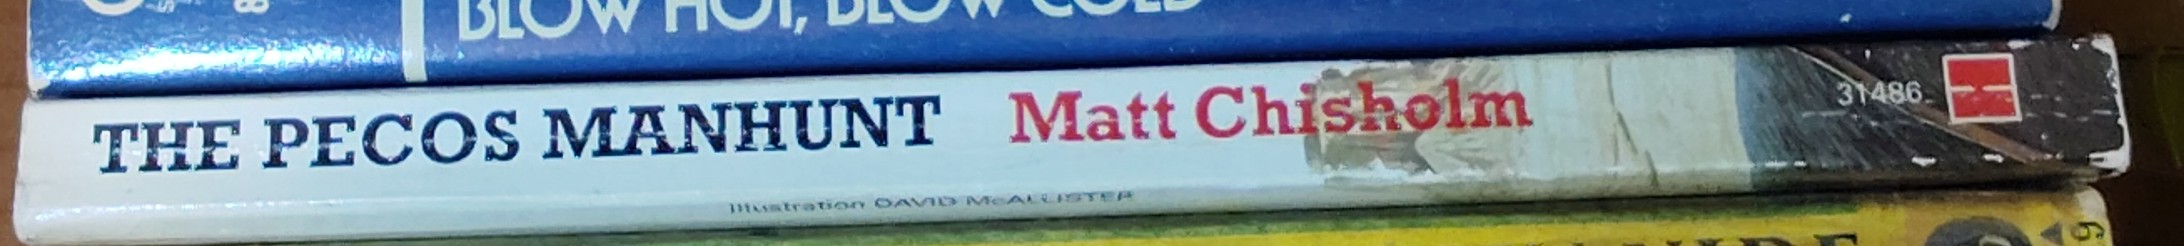 BLOW HOT, BLOW COLD
THE PECOS MANHUNT Matt Chisholm 31486 H
Illustration DAVID McALLISTER